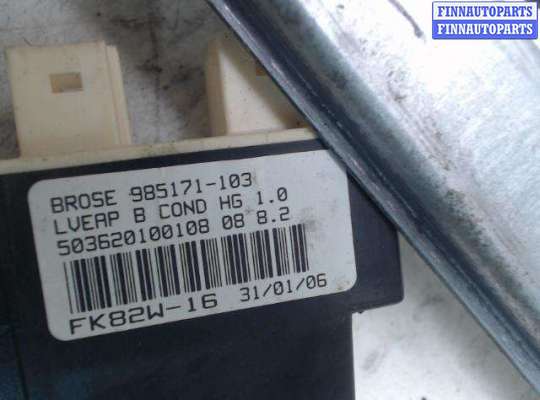 FINNAUTOPARTS
FINNAUTOPARTS
BROSE 985171-103
LVEAP B COND HG 1.0
503620100108 08 8.2
FK82W-16 31/01/06